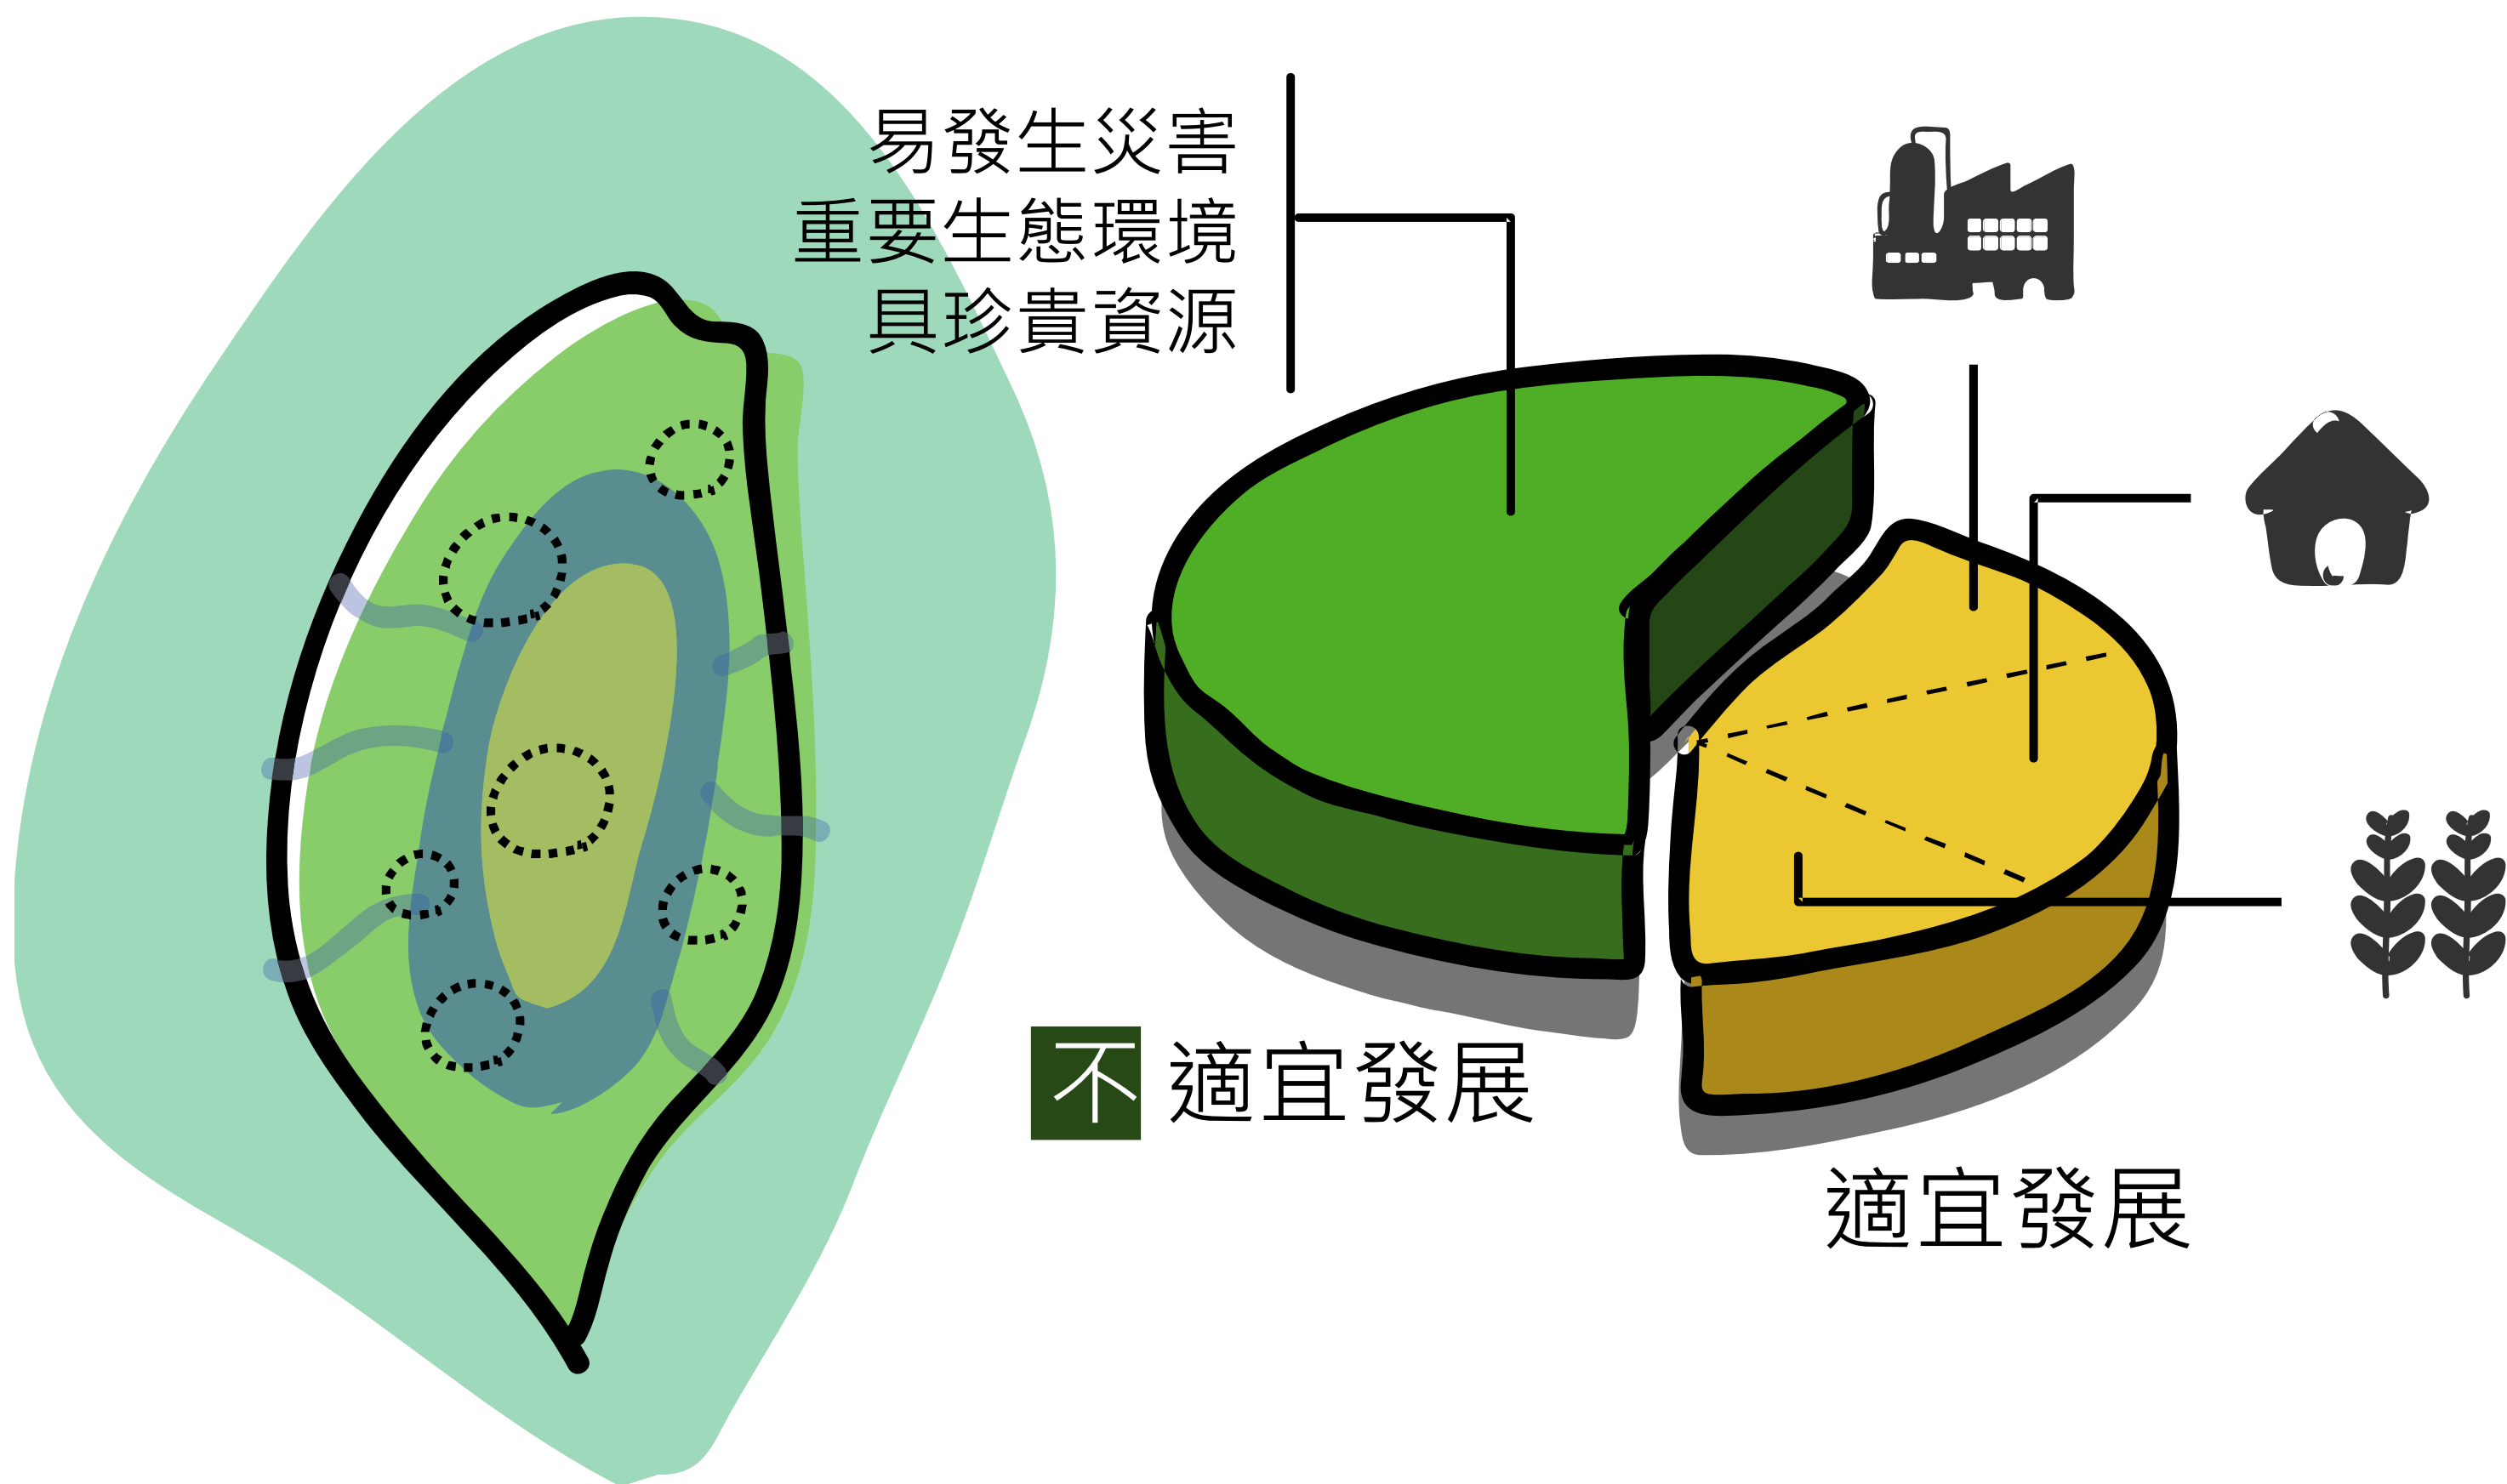 易發生災害
重要生態環境
具珍貴資源
不適宜發展
適宜發展